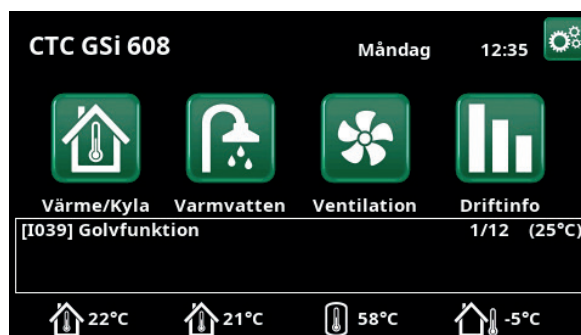 CTC GSi 608 Måndag 12:35
Värme/Kyla Varmvatten Ventilation Driftinfo
[I039] Golvfunktion 1/12 (25°C)
22°C 21°C 58°C -5°C